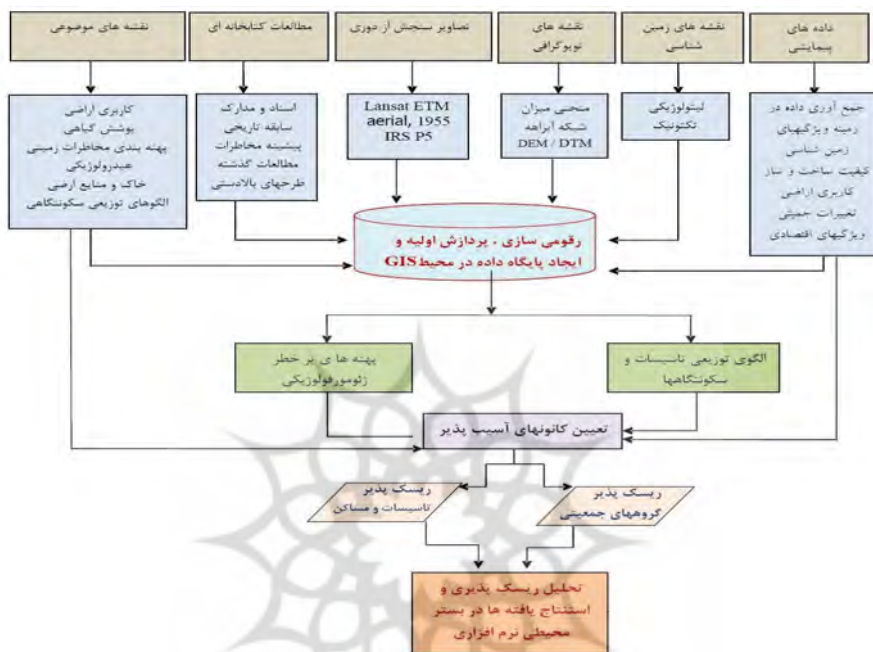 داده های
پیمایشی
نقشه های زمین
شناسی
نقشه های
توپوگرافی
تصاویر سنجش از دوری
مطالعات کتابخانه ای
نقشه های موضوعی
جمع آوری داده در
زمینه ویژگیهای
زمین شناسی
کیفیت ساخت و ساز
کاربری اراضی
تغییرات جمیتی
ویژگیهای اقتصادی
لیتولوژیکی
تکتونیک
منحنی میزان
شبکه آبراهه
DEM / DTM
Lansat ETM
aerial, 1955
IRS P5
اسناد و مدارک
سابقه تاریخی
پیشینه مخاطرات
مطالعات گذشته
طرحهای بالادستی
کاربری اراضی
پوشش گیاهی
پهنه بندی مخاطرات زمینی
هیدرولوژیکی
خاک و منابع ارضی
الگوهای توزیعی سکونتگاهی
رقومی سازی ، پردازش اولیه و
ایجاد پایگاه داده در محیط GIS
الگوی توزیعی تاسیسات و
سکونتگاهها
پهنه ها ی پر خطر
ژئومورفولوژیکی
تعیین کانونهای آسیب پذیر
ریسک پذیر
گروههای جمعیتی
ریسک پذیر
تاسیسات و مساکن
تحلیل ریسک پذیری و
استنتاج یافته ها در بستر
محیطی نرم افزاری